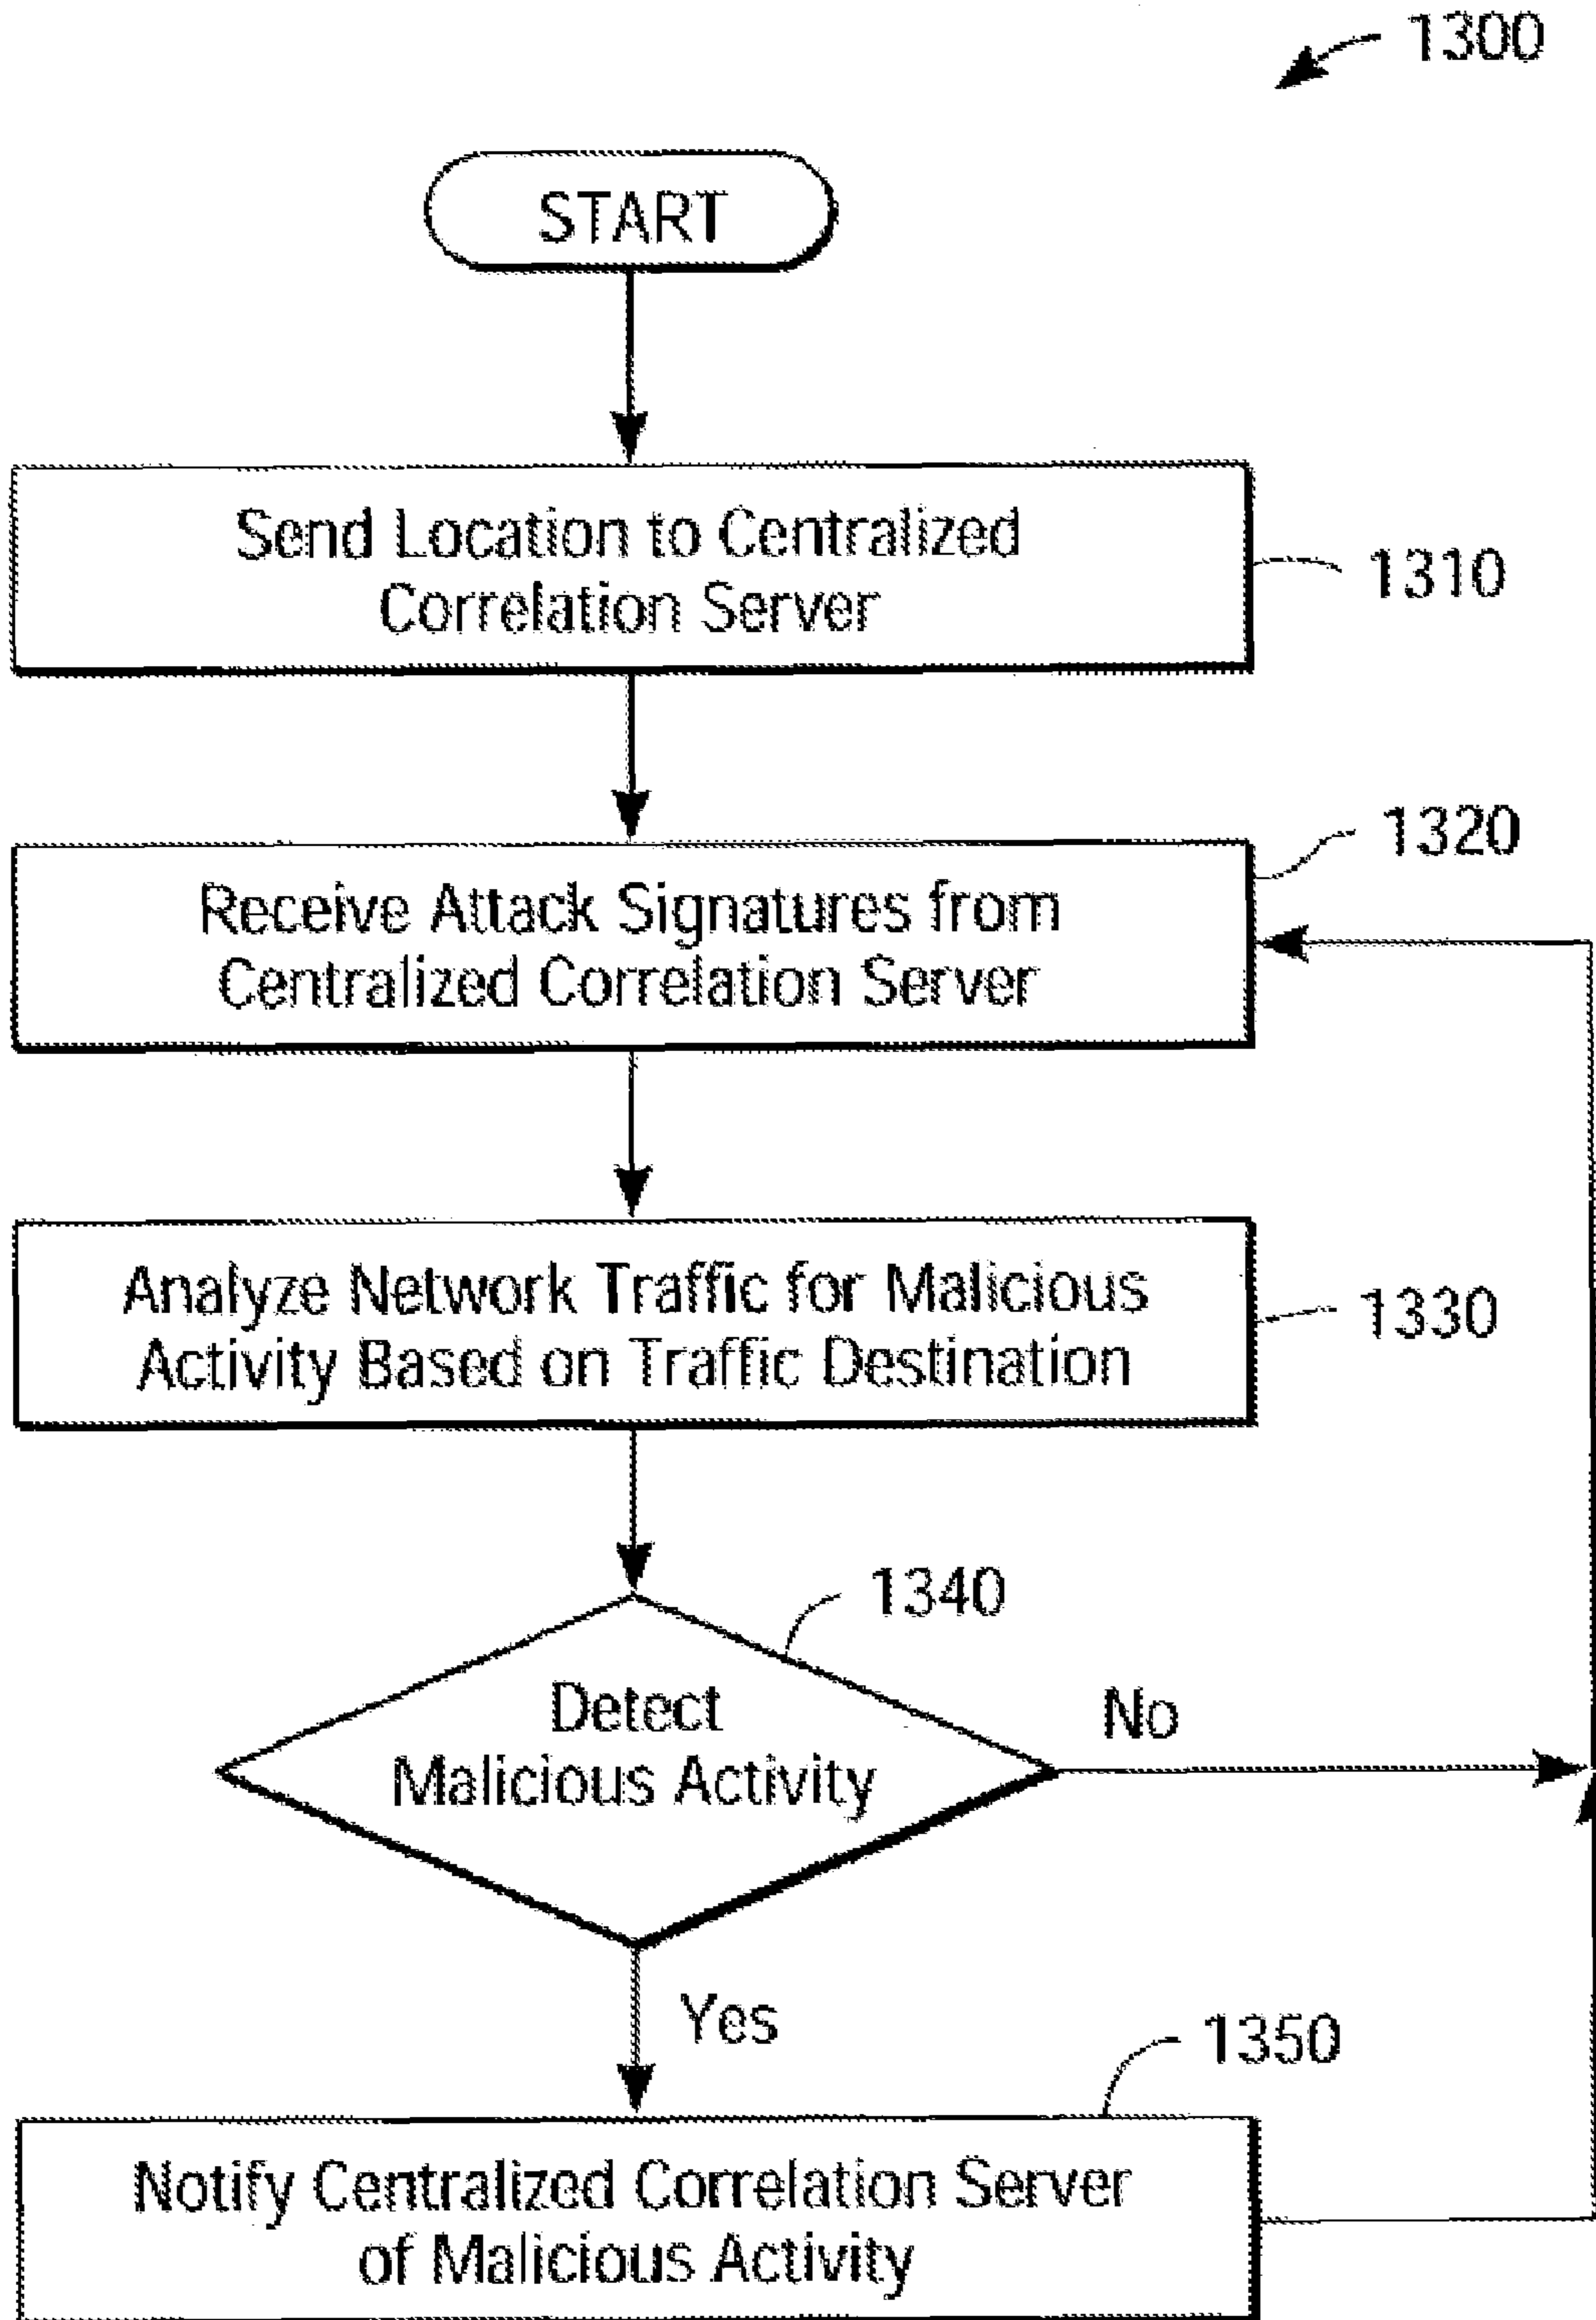 1300
START
Send Location to Centralized
Correlation Server
1310
1320
Receive Attack Signatures from
Centralized Correlation Server
Analyze Network Traffic for Malicious
Activity Based on Traffic Destination
1330
1340
Detect
Malicious Activity
No
Yes
1350
Notify Centralized Correlation Server
of Malicious Activity